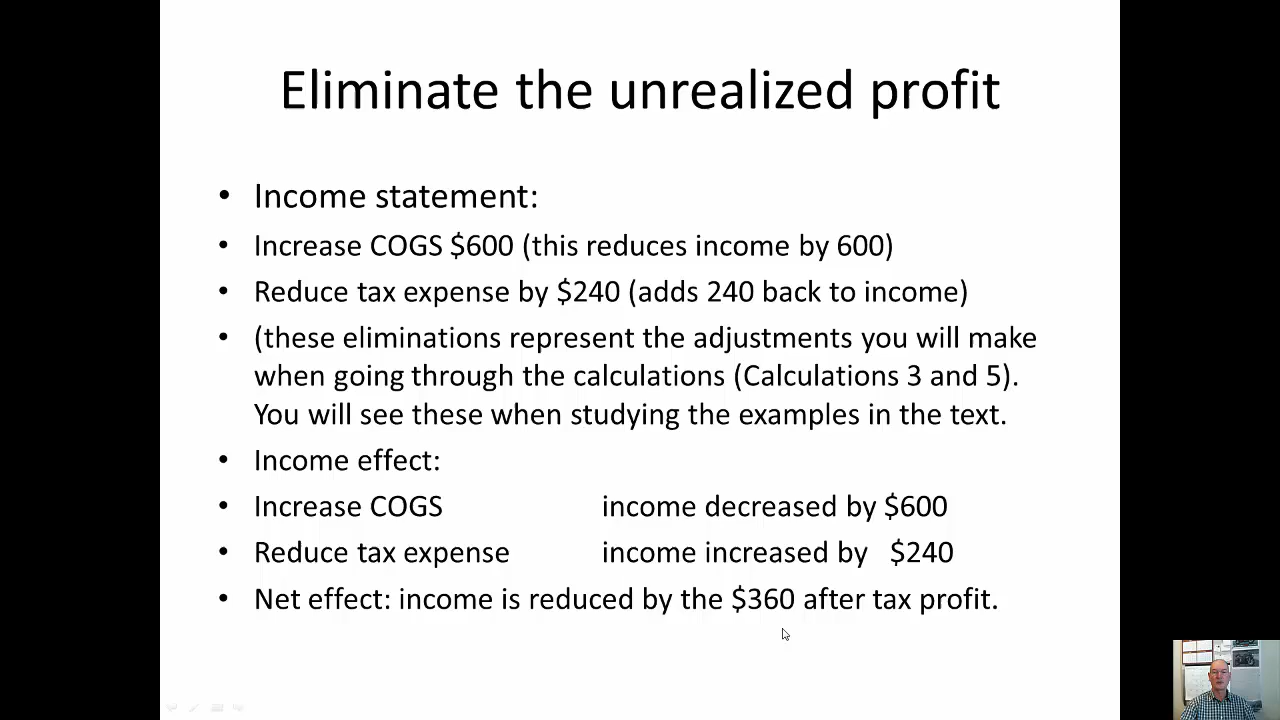 Eliminate the unrealized profit
• Income statement:
• Increase COGS $600 (this reduces income by 600)
• Reduce tax expense by $240 (adds 240 back to income)
• (these eliminations represent the adjustments you will make
when going through the calculations (Calculations 3 and 5).
You will see these when studying the examples in the text.
• Income effect:
• Increase COGS income decreased by $600
• Reduce tax expense income increased by $240
• Net effect: income is reduced by the $360 after tax profit.